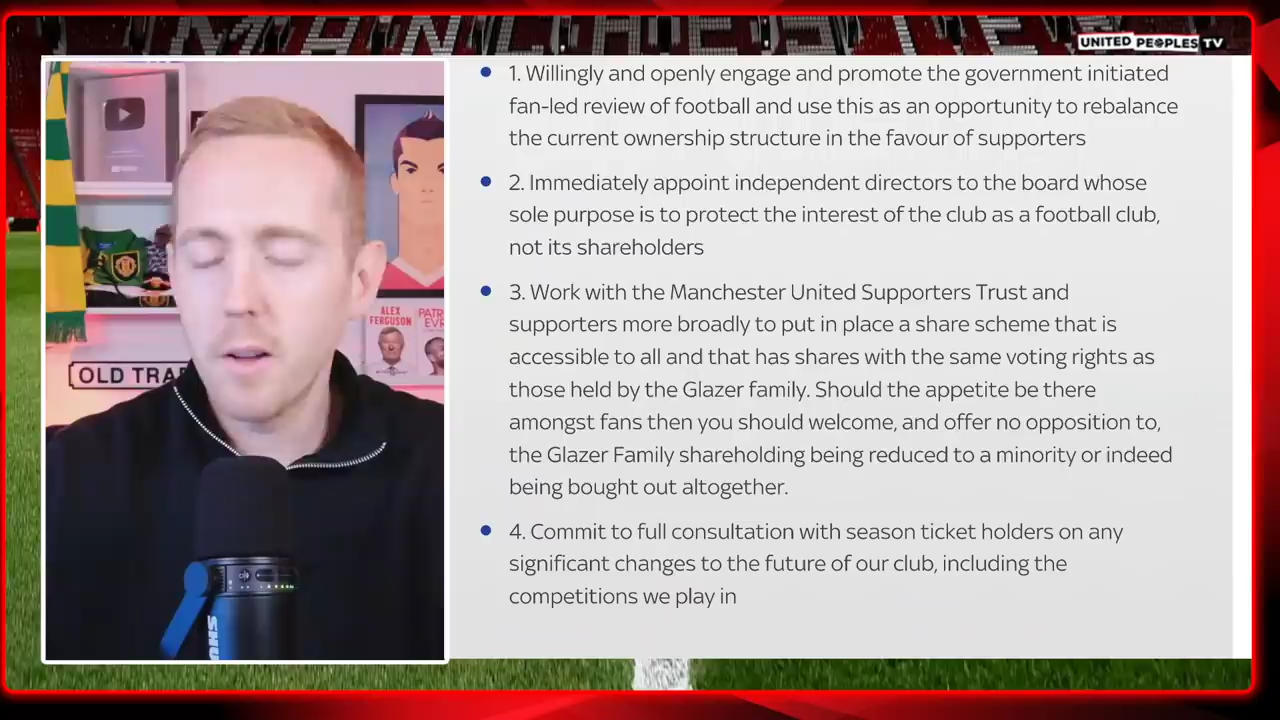 MANCHESTER
UNITED PEOPLES TV
1. Willingly and openly engage and promote the government initiated
fan-led review of football and use this as an opportunity to rebalance
the current ownership structure in the favour of supporters
2. Immediately appoint independent directors to the board whose
sole purpose is to protect the interest of the club as a football club,
not its shareholders
3. Work with the Manchester United Supporters Trust and
supporters more broadly to put in place a share scheme that is
accessible to all and that has shares with the same voting rights as
those held by the Glazer family. Should the appetite be there
amongst fans then you should welcome, and offer no opposition to,
the Glazer Family shareholding being reduced to a minority or indeed
being bought out altogether.
4. Commit to full consultation with season ticket holders on any
significant changes to the future of our club, including the
competitions we play in
ALEX
FERGUSON
PATR
EVR
OLD TRA
SHU